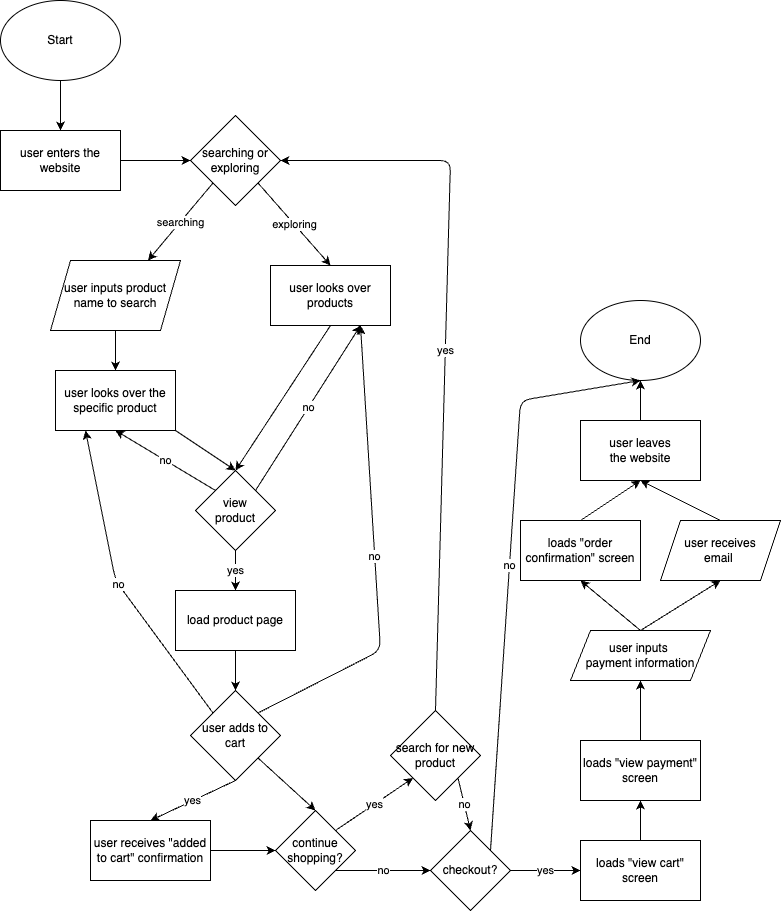 Start
user enters the
website
searching or
exploring
searching
exploring
user inputs product
name to search
user looks over
products
End
yes
user looks over the
specific product
no
user leaves
the website
no
view
product
loads "order
confirmation" screen
user receives
email
yes
no
no
no
load product page
user inputs
payment information
user adds to
cart
search for new
product
loads "view payment"
screen
yes
yes
no
user receives "added
to cart" confirmation
continue
shopping?
no
checkout?
yes
loads "view cart"
screen